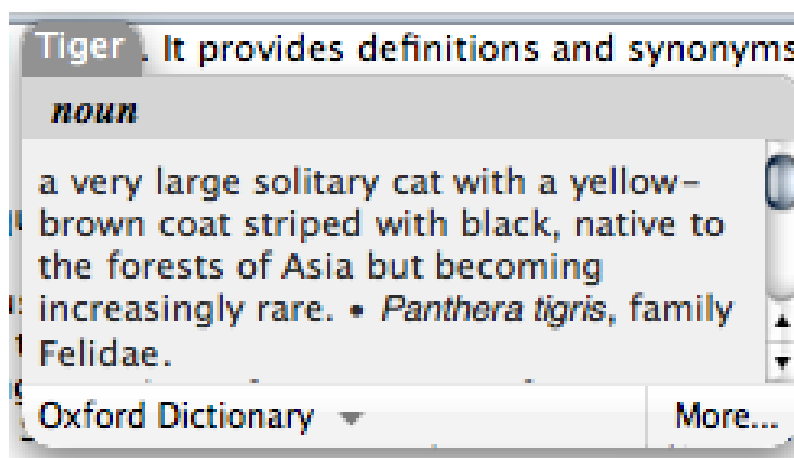 Tiger . It provides definitions and synonyms
noun
a very large solitary cat with a yellow-
brown coat striped with black, native to
the forests of Asia but becoming
increasingly rare. • Panthera tigris, family
Felidae.
Oxford Dictionary
More...